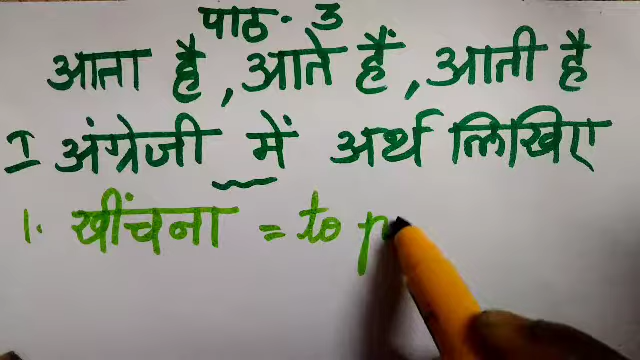 पाठ - 3
आता है, आते हैं, आती है
I अंग्रेजी में अर्थ लिखिए
1. खींचना = to p